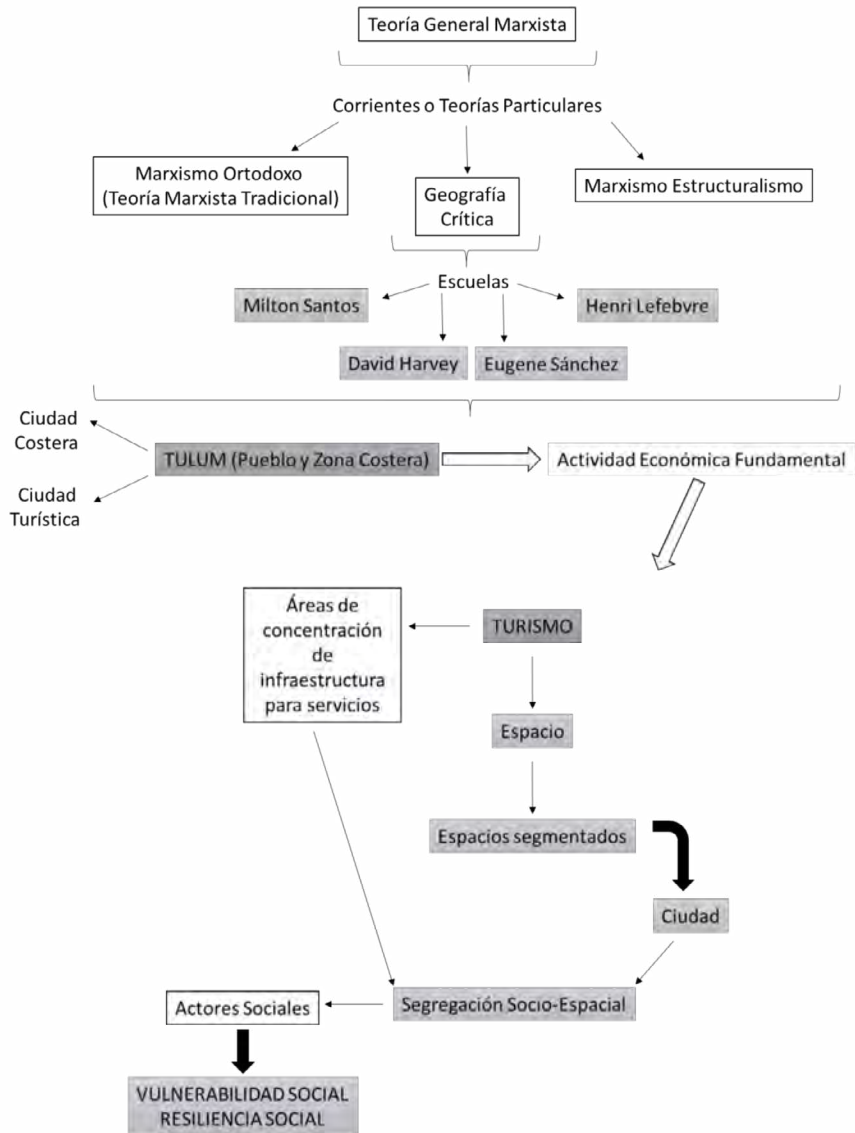 Teoría General Marxista
Corrientes o Teorías Particulares
Marxismo Ortodoxo
(Teoría Marxista Tradicional)
Geografía
Crítica
Marxismo Estructuralismo
Escuelas
Milton Santos
Henri Lefebvre
David Harvey
Eugene Sánchez
Ciudad
Costera
TULUM (Pueblo y Zona Costera)
Actividad Económica Fundamental
Ciudad
Turística
Áreas de
concentración
de
infraestructura
para servicios
TURISMO
Espacio
Espacios segmentados
Ciudad
Segregación Socio-Espacial
Actores Sociales
VULNERABILIDAD SOCIAL
RESILIENCIA SOCIAL